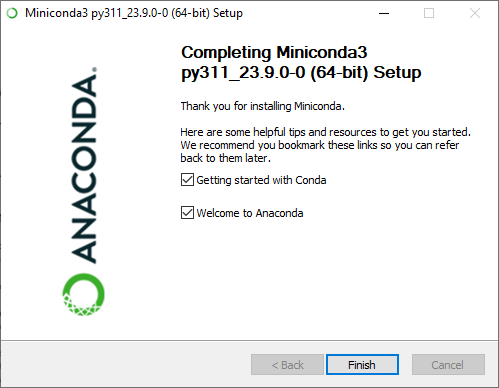 Miniconda3 py311_23.9.0-0 (64-bit) Setup
Completing Miniconda3
py311_23.9.0-0 (64-bit) Setup
Thank you for installing Miniconda.
Here are some helpful tips and resources to get you started.
We recommend you bookmark these links so you can refer
back to them later.
Getting started with Conda
Welcome to Anaconda
ANACONDA.
< Back
Finish
Cancel